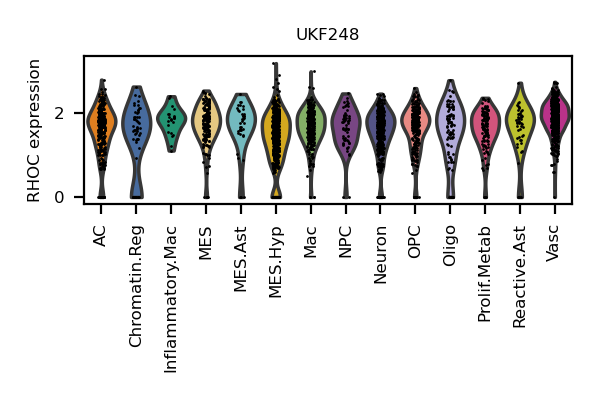 UKF248
RHOC expression
2
0
AC
Chromatin.Reg
Inflammatory.Mac
MES
MES.Ast
MES.Hyp
Mac
NPC
Neuron
OPC
Oligo
Prolif.Metab
Reactive.Ast
Vasc